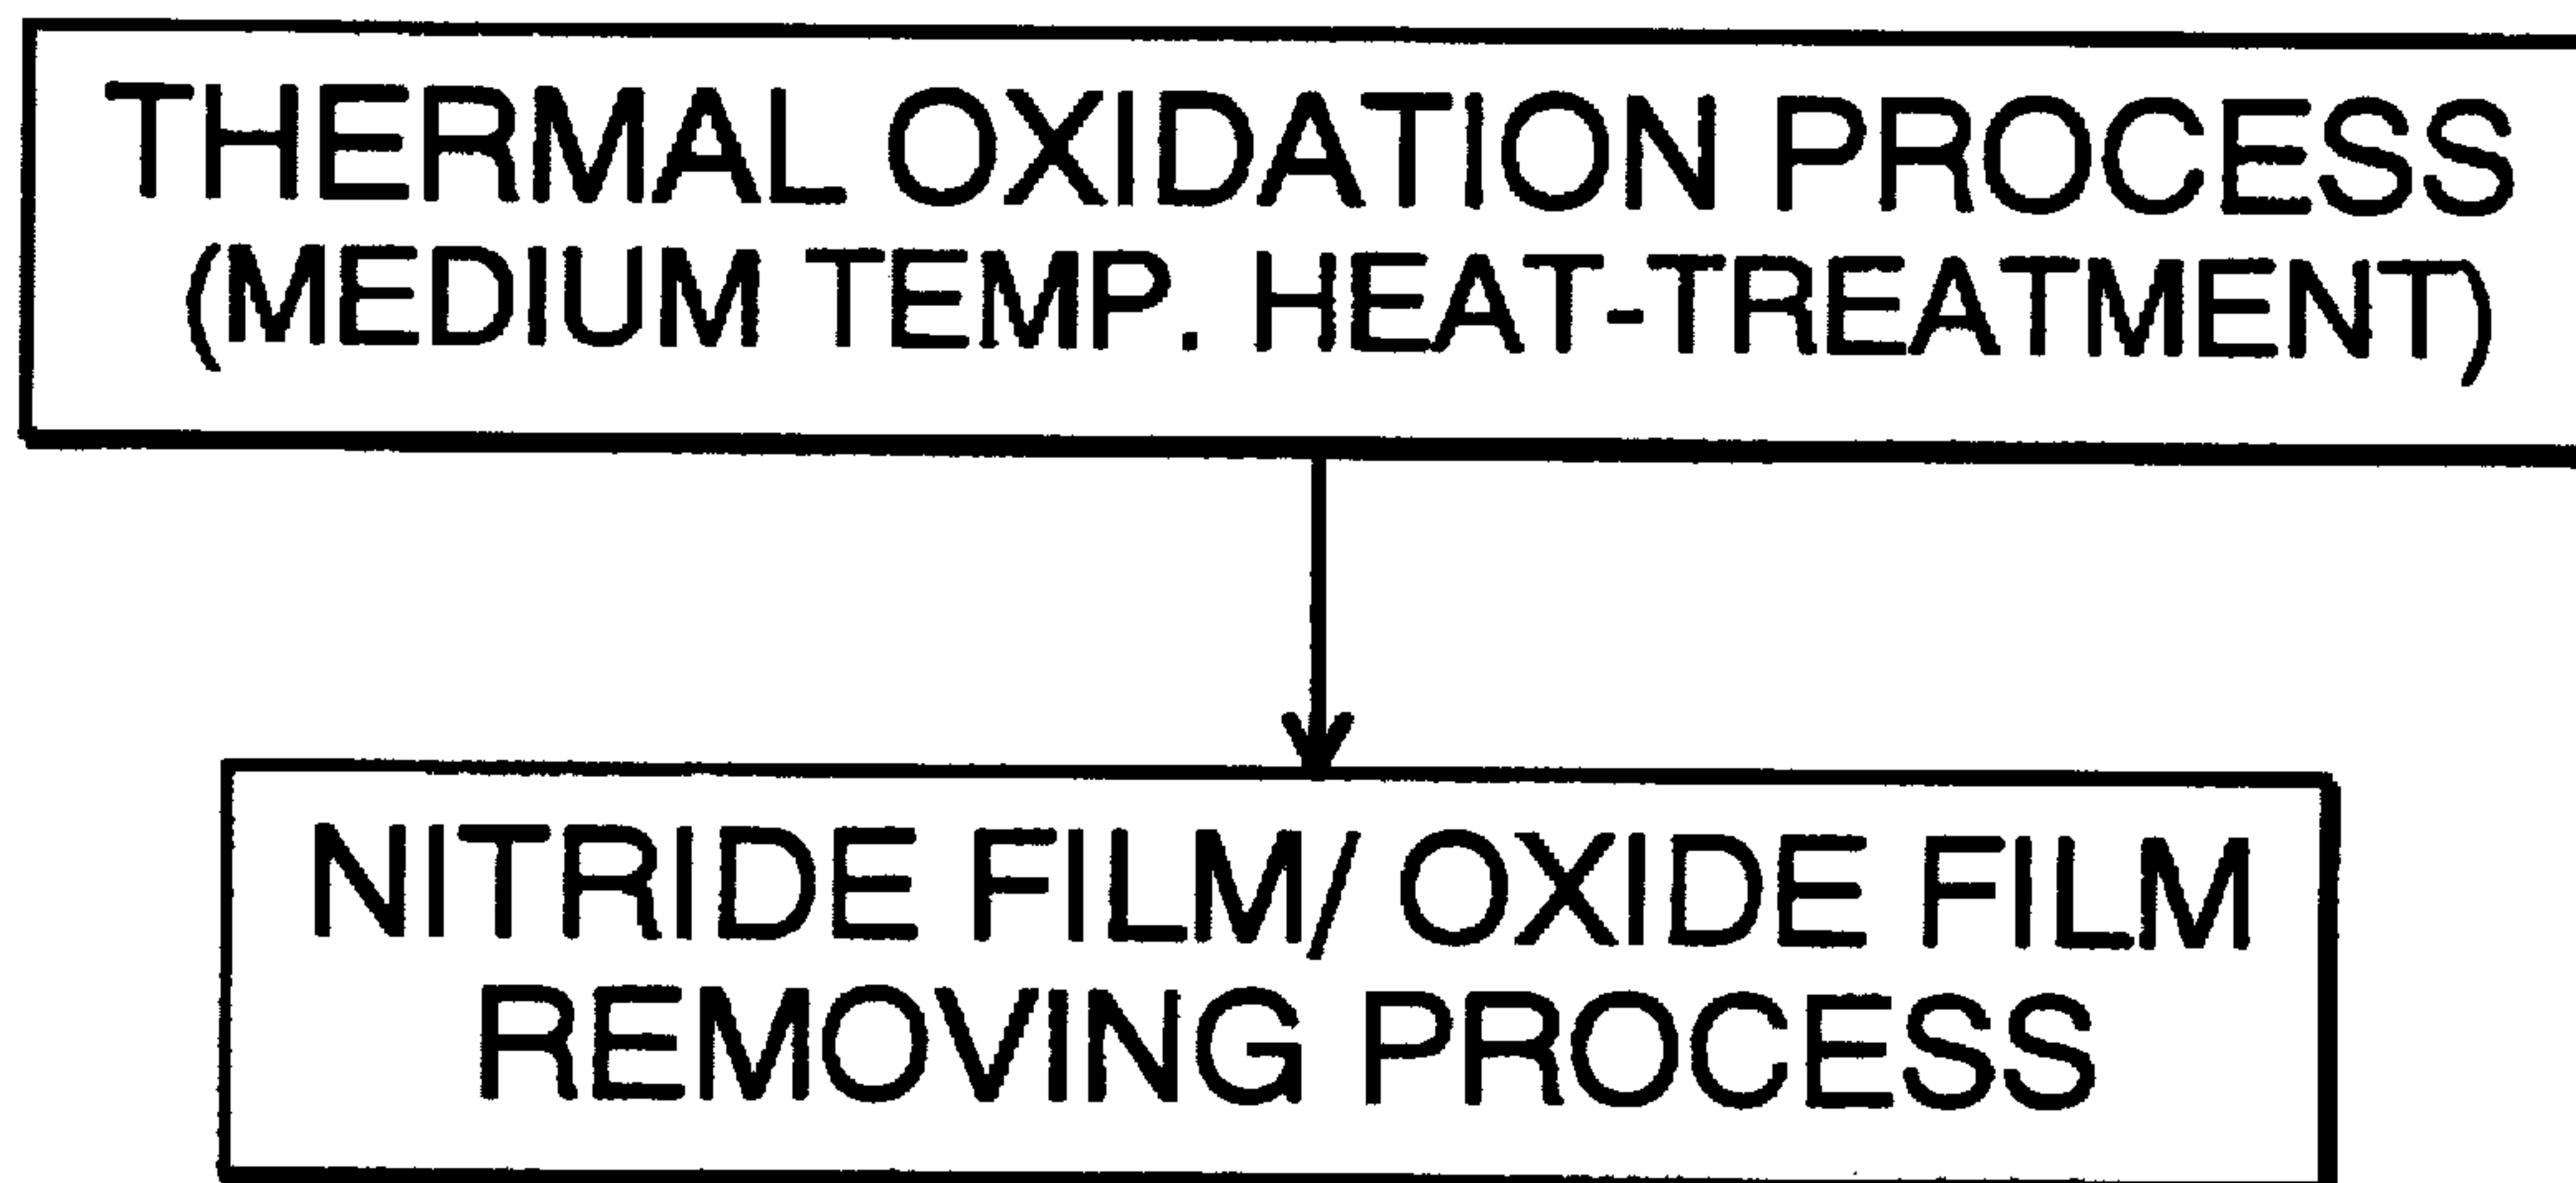 THERMAL OXIDATION PROCESS
(MEDIUM TEMP. HEAT-TREATMENT)
NITRIDE FILM/ OXIDE FILM
REMOVING PROCESS